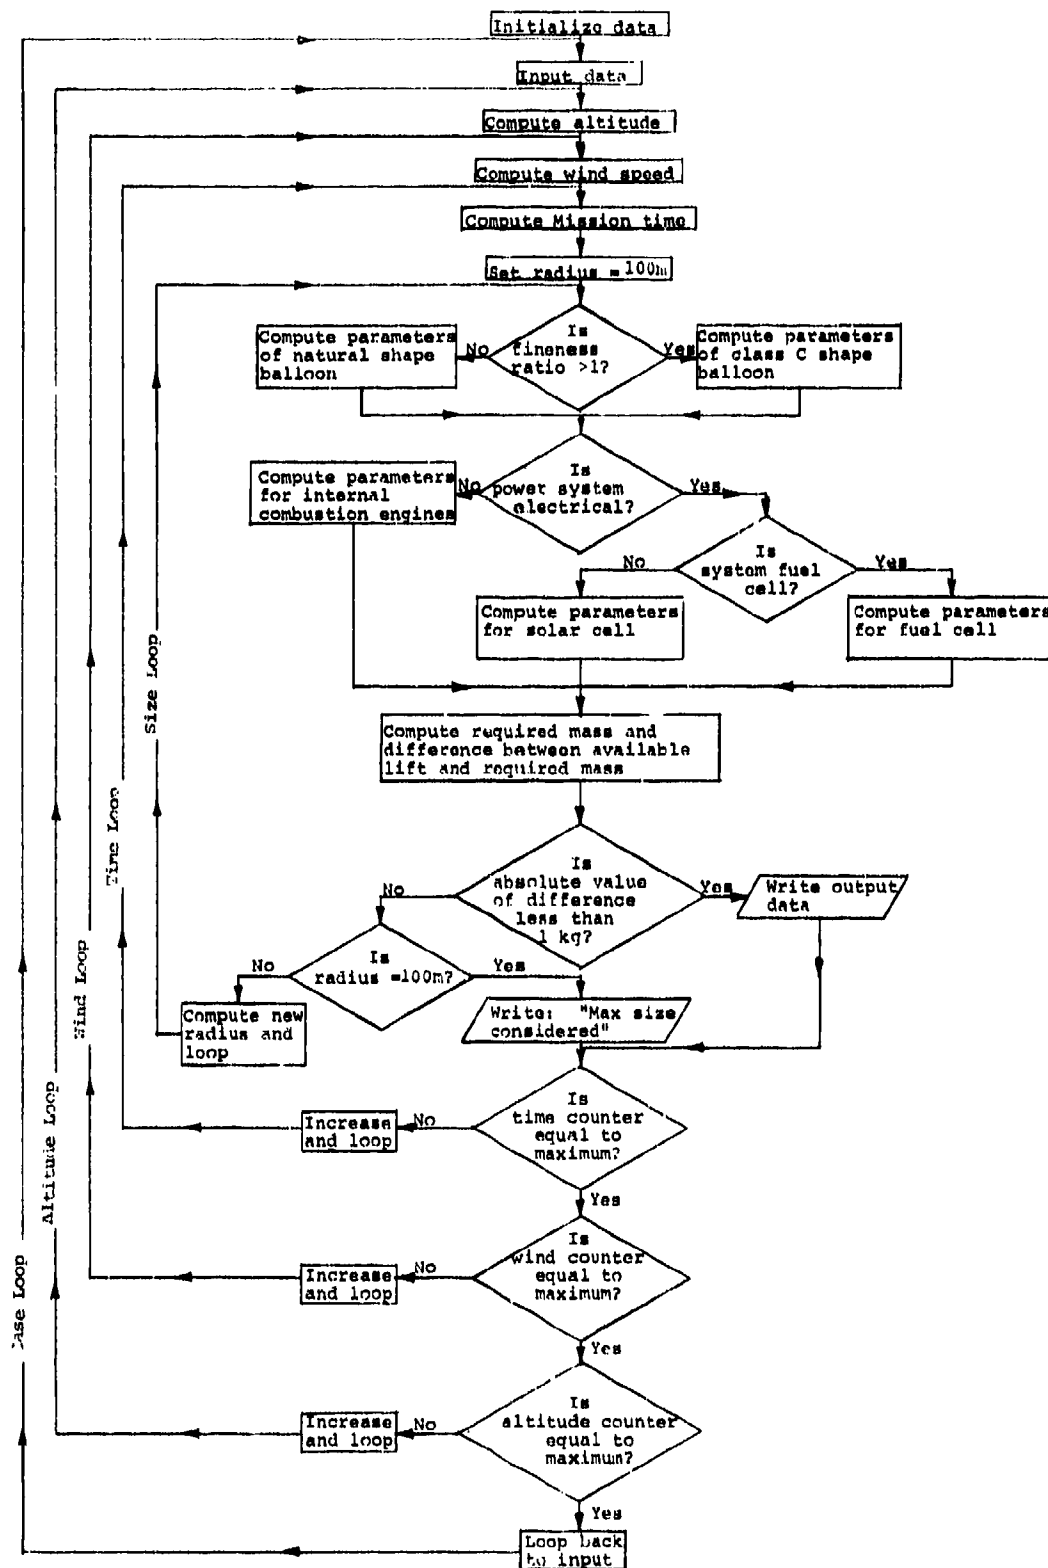 Initialize data
Input data
Compute altitude
Compute wind speed
Compute Mission time
Set radius = 100m
Is
fineness
ratio >1?
No
Yes
Compute parameters
of natural shape
balloon
Compute parameters
of class C shape
balloon
Is
power system
electrical?
No
Yes
Compute parameters
for internal
combustion engines
Is
system fuel
cell?
No
Yes
Compute parameters
for solar cell
Compute parameters
for fuel cell
Compute required mass and
difference between available
lift and required mass
Is
absolute value
of difference
less than
1 kg?
No
Yes
Write output
data
Is
radius =100m?
No
Yes
Compute new
radius and
loop
Write: "Max size
considered"
Is
time counter
equal to
maximum?
No
Increase
and loop
Yes
Is
wind counter
equal to
maximum?
No
Increase
and loop
Yes
Is
altitude counter
equal to
maximum?
No
Increase
and loop
Yes
Loop back
to input
Case Loop
Altitude Loop
Wind Loop
Time Loop
Size Loop